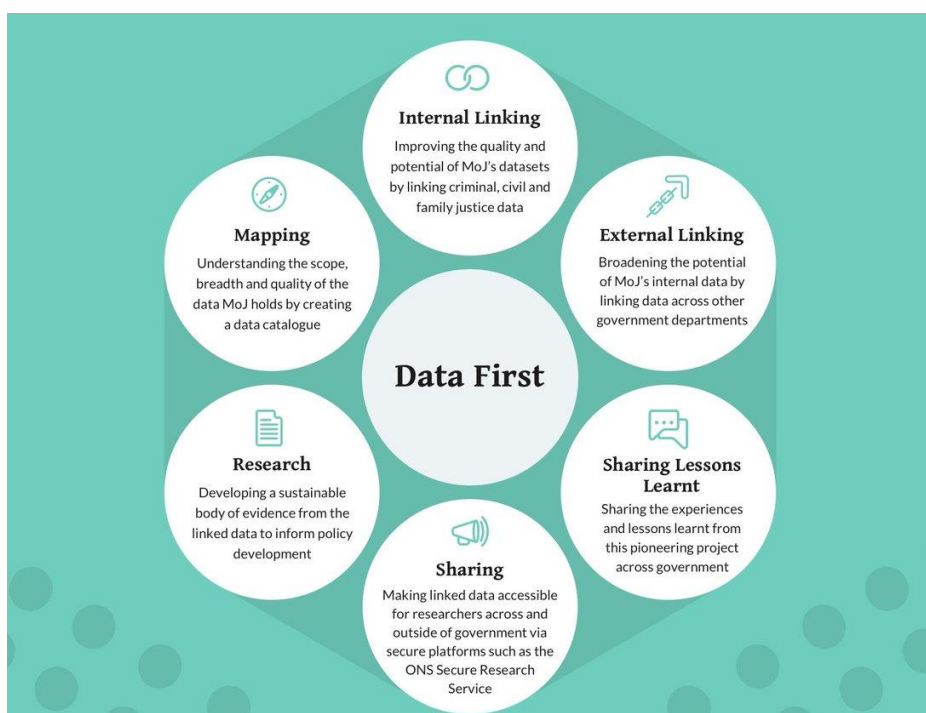 Internal Linking
Improving the quality and
potential of MoJ's datasets
by linking criminal, civil and
family justice data
Mapping
Understanding the scope,
breadth and quality of the
data MoJ holds by creating
a data catalogue
External Linking
Broadening the potential
of MoJ's internal data by
linking data across other
government departments
Data First
Research
Developing a sustainable
body of evidence from the
linked data to inform policy
development
Sharing Lessons
Learnt
Sharing the experiences
and lessons learnt from
this pioneering project
across government
Sharing
Making linked data accessible
for researchers across and
outside of government via
secure platforms such as the
ONS Secure Research
Service